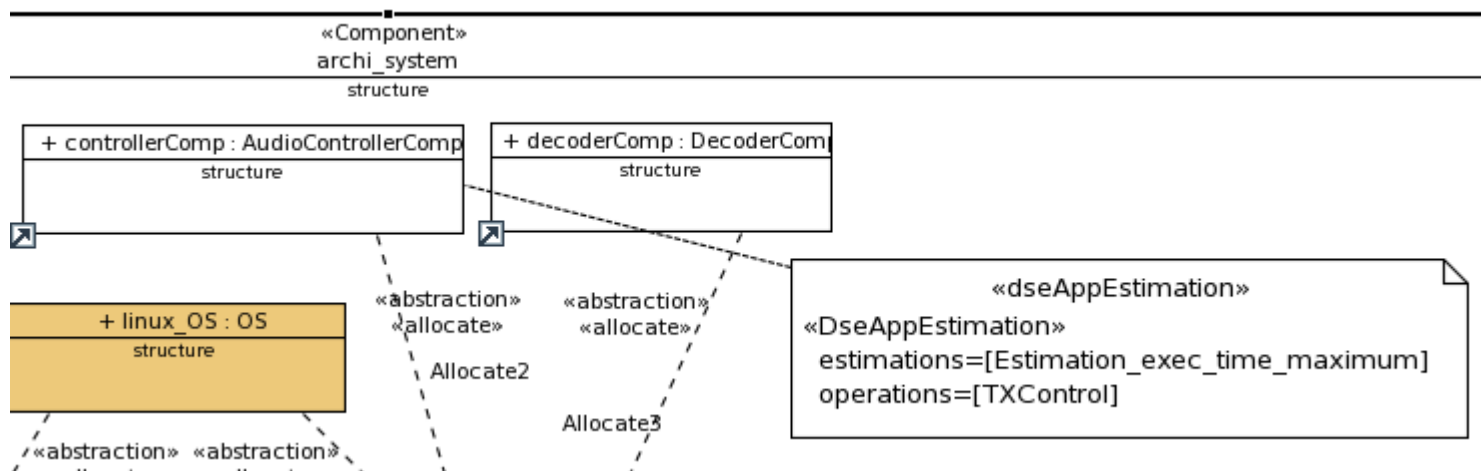 «Component»
archi_system
structure
+ controllerComp : AudioControllerComp
structure
+ decoderComp : DecoderCom
structure
+ linux_OS : OS
structure
«abstraction»
«allocate»
Allocate2
«abstraction»
«allocate»
Allocate3
«dseAppEstimation»
«DseAppEstimation»
estimations=[Estimation_exec_time_maximum]
operations=[TXControl]
«abstraction» «abstraction»